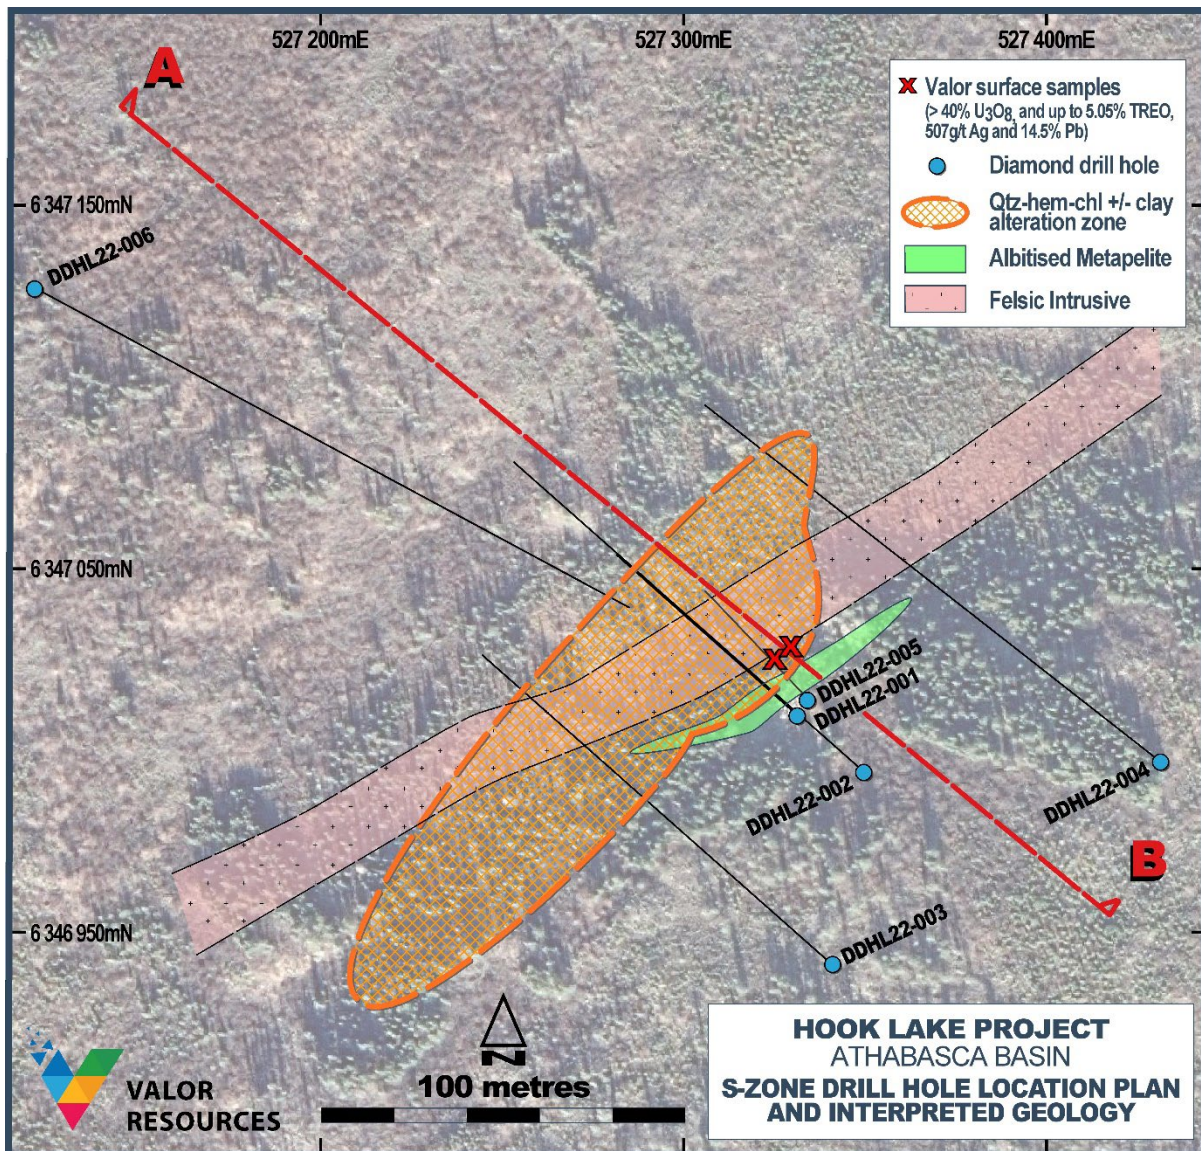 527 200mE
527 300mE
527 400mE
A
X Valor surface samples
(> 40% U3O8, and up to 5.05% TREO,
507g/t Ag and 14.5% Pb)
Diamond drill hole
Qtz-hem-chl +/- clay
alteration zone
Albitised Metapelite
Felsic Intrusive
6 347 150mN
DDHL22-006
6 347 050mN
X X
DDHL22-005
DDHL22-001
DDHL22-002
DDHL22-004
B
6 346 950mN
DDHL22-003
N
100 metres
VALOR
RESOURCES
HOOK LAKE PROJECT
ATHABASCA BASIN
S-ZONE DRILL HOLE LOCATION PLAN
AND INTERPRETED GEOLOGY